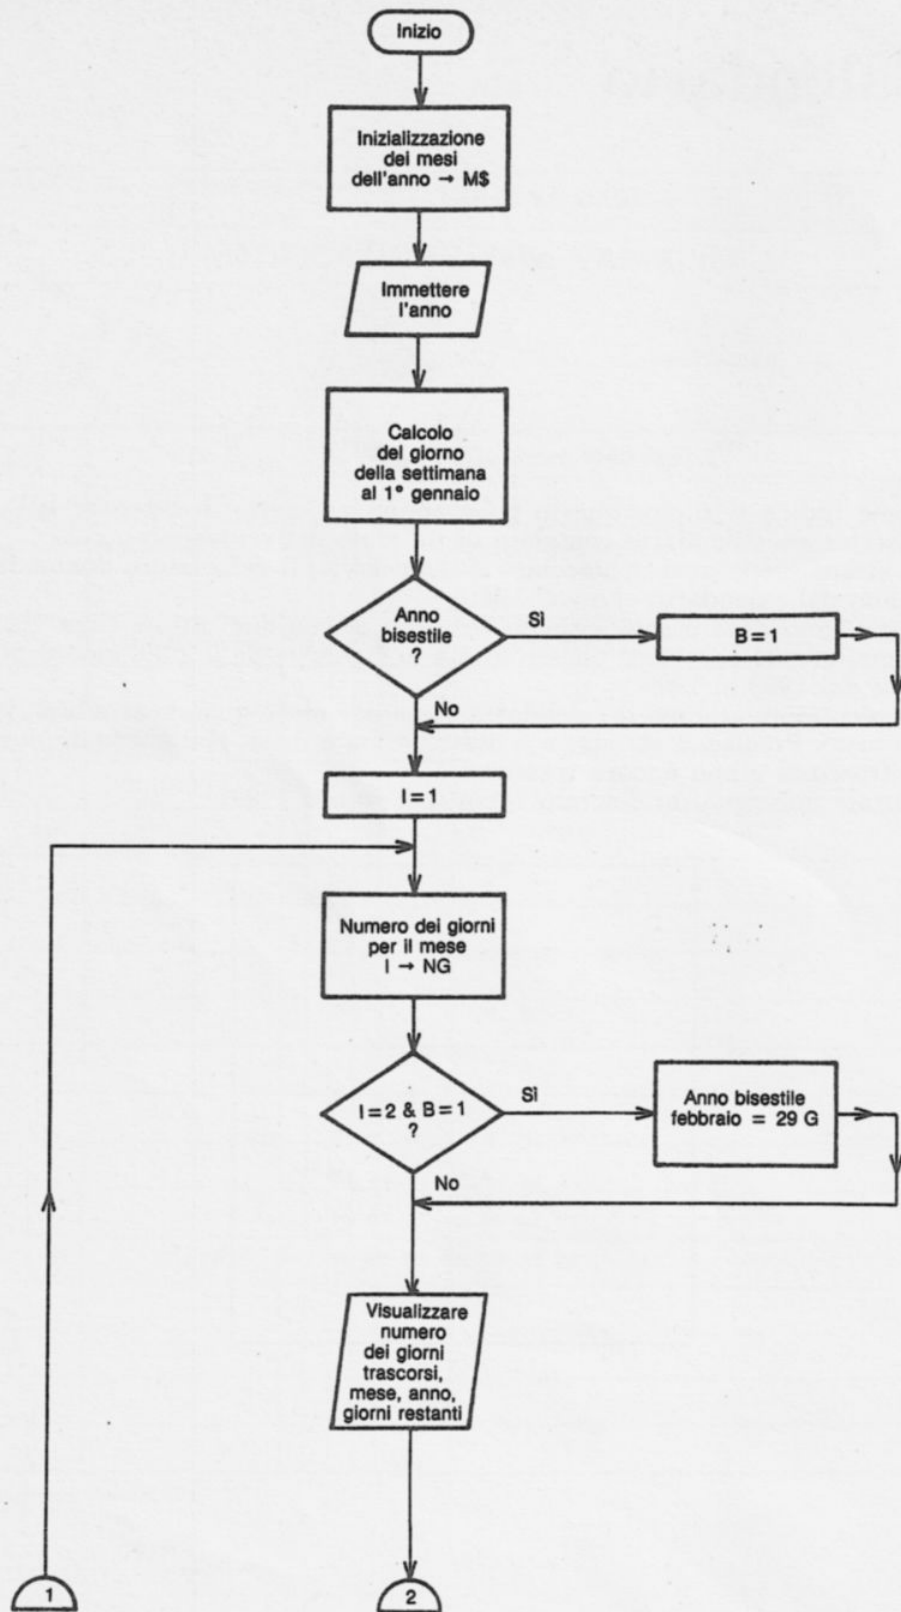 Inizio
Inizializzazione
dei mesi
dell'anno → M$
Immettere
l'anno
Calcolo
del giorno
della settimana
al 1° gennaio
Anno
bisestile
?
Sì
B = 1
No
I = 1
Numero dei giorni
per il mese
I → NG
I = 2 & B = 1
?
Sì
Anno bisestile
febbraio = 29 G
No
Visualizzare
numero
dei giorni
trascorsi,
mese, anno,
giorni restanti
1
2